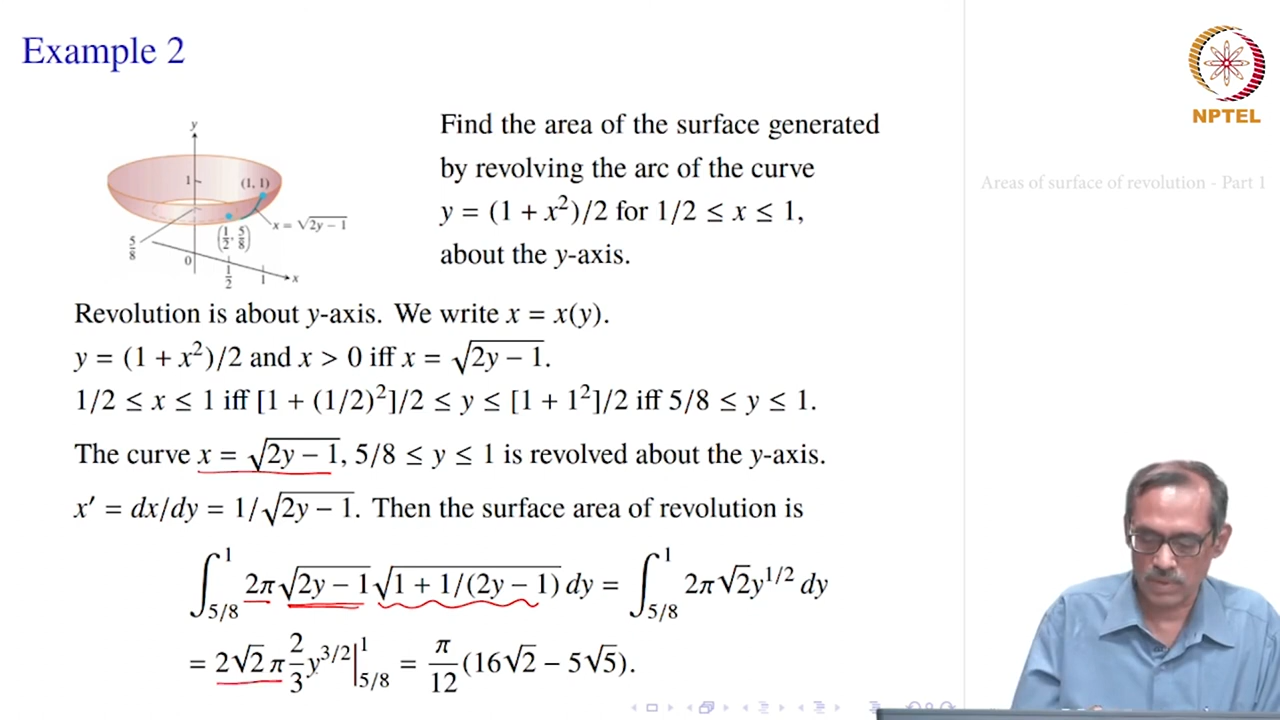 Example 2
NPTEL
Areas of surface of revolution - Part 1
y
1
(1, 1)
x = √(2y − 1)
(1/2, 5/8)
5/8
0
1/2
1
x
Find the area of the surface generated
by revolving the arc of the curve
y = (1 + x²)/2 for 1/2 ≤ x ≤ 1,
about the y-axis.
Revolution is about y-axis. We write x = x(y).
y = (1 + x²)/2 and x > 0 iff x = √(2y − 1).
1/2 ≤ x ≤ 1 iff [1 + (1/2)²]/2 ≤ y ≤ [1 + 1²]/2 iff 5/8 ≤ y ≤ 1.
The curve x = √(2y − 1), 5/8 ≤ y ≤ 1 is revolved about the y-axis.
x′ = dx/dy = 1/√(2y − 1). Then the surface area of revolution is
∫_{5/8}^{1} 2π√(2y − 1)√(1 + 1/(2y − 1)) dy = ∫_{5/8}^{1} 2π√2y^{1/2} dy
= 2√2 π 2/3 y^{3/2}|_{5/8}^{1} = π/12 (16√2 − 5√5).